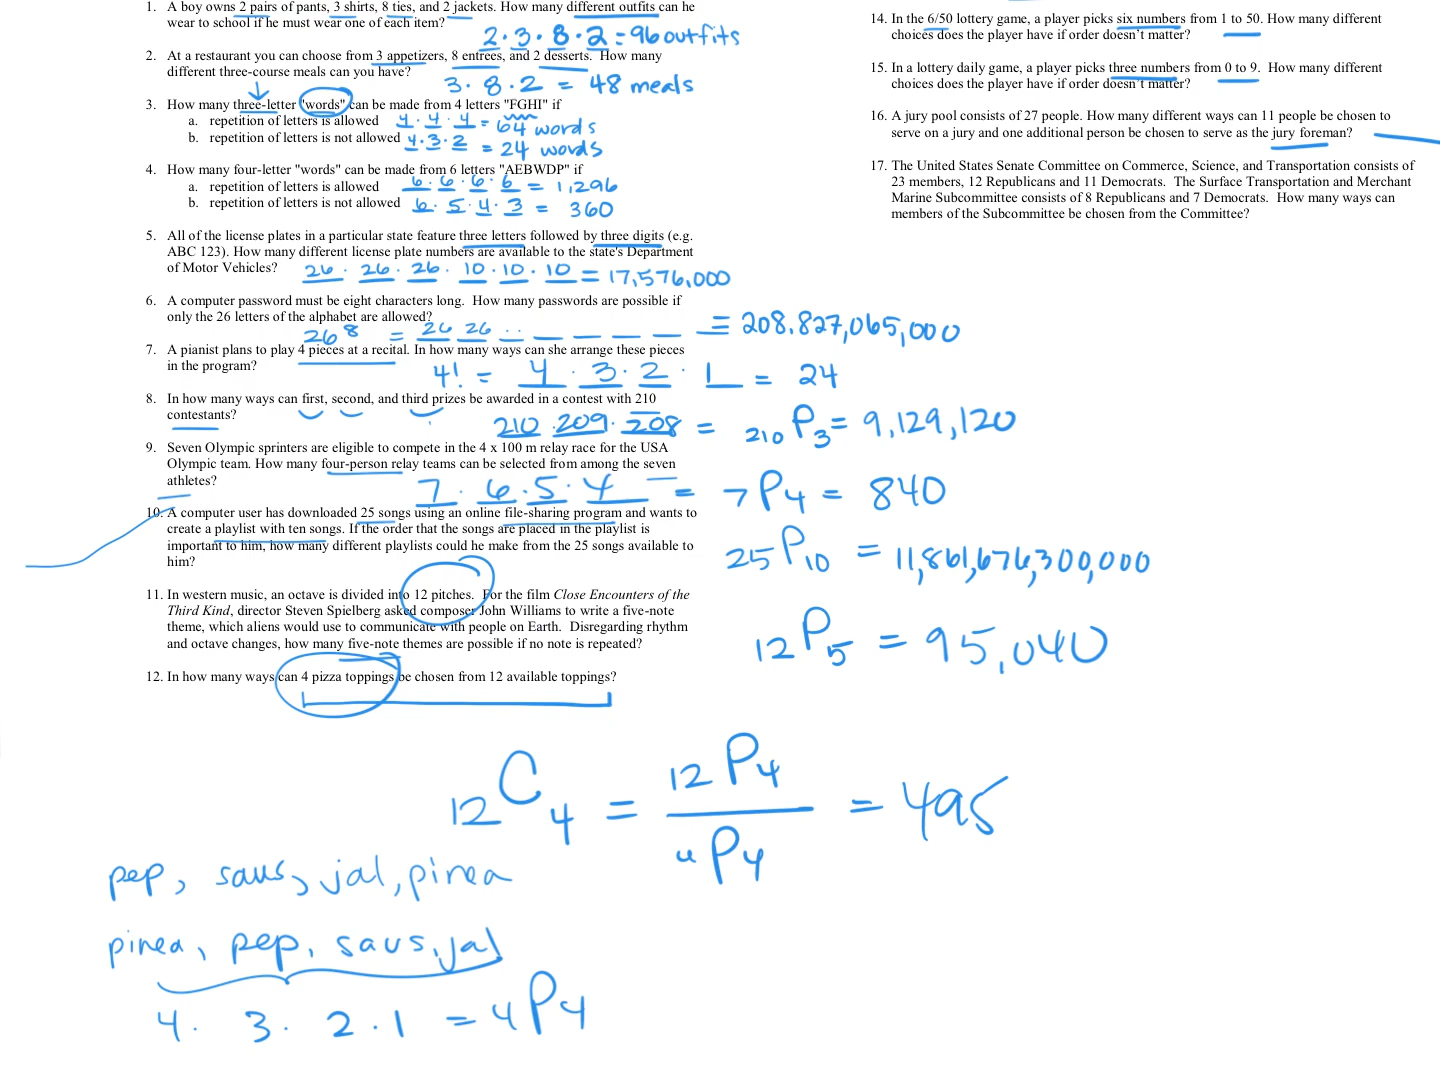 1. A boy owns 2 pairs of pants, 3 shirts, 8 ties, and 2 jackets. How many different outfits can he
wear to school if he must wear one of each item?
2 · 3 · 8 · 2 = 96 outfits
2. At a restaurant you can choose from 3 appetizers, 8 entrees, and 2 desserts. How many
different three-course meals can you have?
3 · 8 · 2 = 48 meals
3. How many three-letter "words" can be made from 4 letters "FGHI" if
a. repetition of letters is allowed 4 · 4 · 4 = 64 words
b. repetition of letters is not allowed 4 · 3 · 2 = 24 words
4. How many four-letter "words" can be made from 6 letters "AEBWDP" if
a. repetition of letters is allowed 6 · 6 · 6 · 6 = 1,296
b. repetition of letters is not allowed 6 · 5 · 4 · 3 = 360
5. All of the license plates in a particular state feature three letters followed by three digits (e.g.
ABC 123). How many different license plate numbers are available to the state's Department
of Motor Vehicles? 26 · 26 · 26 · 10 · 10 · 10 = 17,576,000
6. A computer password must be eight characters long. How many passwords are possible if
only the 26 letters of the alphabet are allowed?
26⁸ = 26 26 .. = 208,827,065,000
7. A pianist plans to play 4 pieces at a recital. In how many ways can she arrange these pieces
in the program? 4! = 4 · 3 · 2 · 1 = 24
8. In how many ways can first, second, and third prizes be awarded in a contest with 210
contestants? 210 · 209 · 208 = 210P3 = 9,129,120
9. Seven Olympic sprinters are eligible to compete in the 4 x 100 m relay race for the USA
Olympic team. How many four-person relay teams can be selected from among the seven
athletes? 7 · 6 · 5 · 4 = 7P4 = 840
10. A computer user has downloaded 25 songs using an online file-sharing program and wants to
create a playlist with ten songs. If the order that the songs are placed in the playlist is
important to him, how many different playlists could he make from the 25 songs available to
him?
25P10 = 11,861,676,300,000
11. In western music, an octave is divided into 12 pitches. For the film Close Encounters of the
Third Kind, director Steven Spielberg asked composer John Williams to write a five-note
theme, which aliens would use to communicate with people on Earth. Disregarding rhythm
and octave changes, how many five-note themes are possible if no note is repeated?
12P5 = 95,040
12. In how many ways can 4 pizza toppings be chosen from 12 available toppings?
12C4 = 12P4 / 4P4 = 495
pep, saus, jal, pinea
pinea, pep, saus, jal
4 · 3 · 2 · 1 = 4P4
14. In the 6/50 lottery game, a player picks six numbers from 1 to 50. How many different
choices does the player have if order doesn't matter?
15. In a lottery daily game, a player picks three numbers from 0 to 9. How many different
choices does the player have if order doesn't matter?
16. A jury pool consists of 27 people. How many different ways can 11 people be chosen to
serve on a jury and one additional person be chosen to serve as the jury foreman?
17. The United States Senate Committee on Commerce, Science, and Transportation consists of
23 members, 12 Republicans and 11 Democrats. The Surface Transportation and Merchant
Marine Subcommittee consists of 8 Republicans and 7 Democrats. How many ways can
members of the Subcommittee be chosen from the Committee?